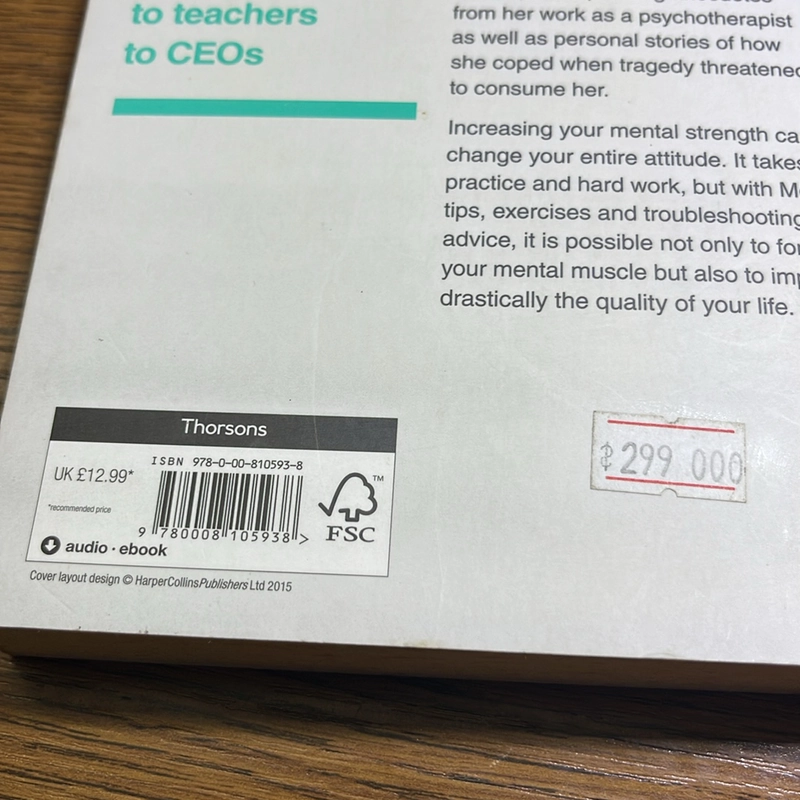 to teachers
to CEOs
from her work as a psychotherapist
as well as personal stories of how
she coped when tragedy threatened
to consume her.
Increasing your mental strength ca
change your entire attitude. It takes
practice and hard work, but with M
tips, exercises and troubleshooting
advice, it is possible not only to for
your mental muscle but also to imp
drastically the quality of your life.
Thorsons
ISBN 978-0-00-810593-8
UK £12.99*
*recommended price
9 780008 105938 >
FSC
TM
audio · ebook
Cover layout design © HarperCollinsPublishers Ltd 2015
299 000